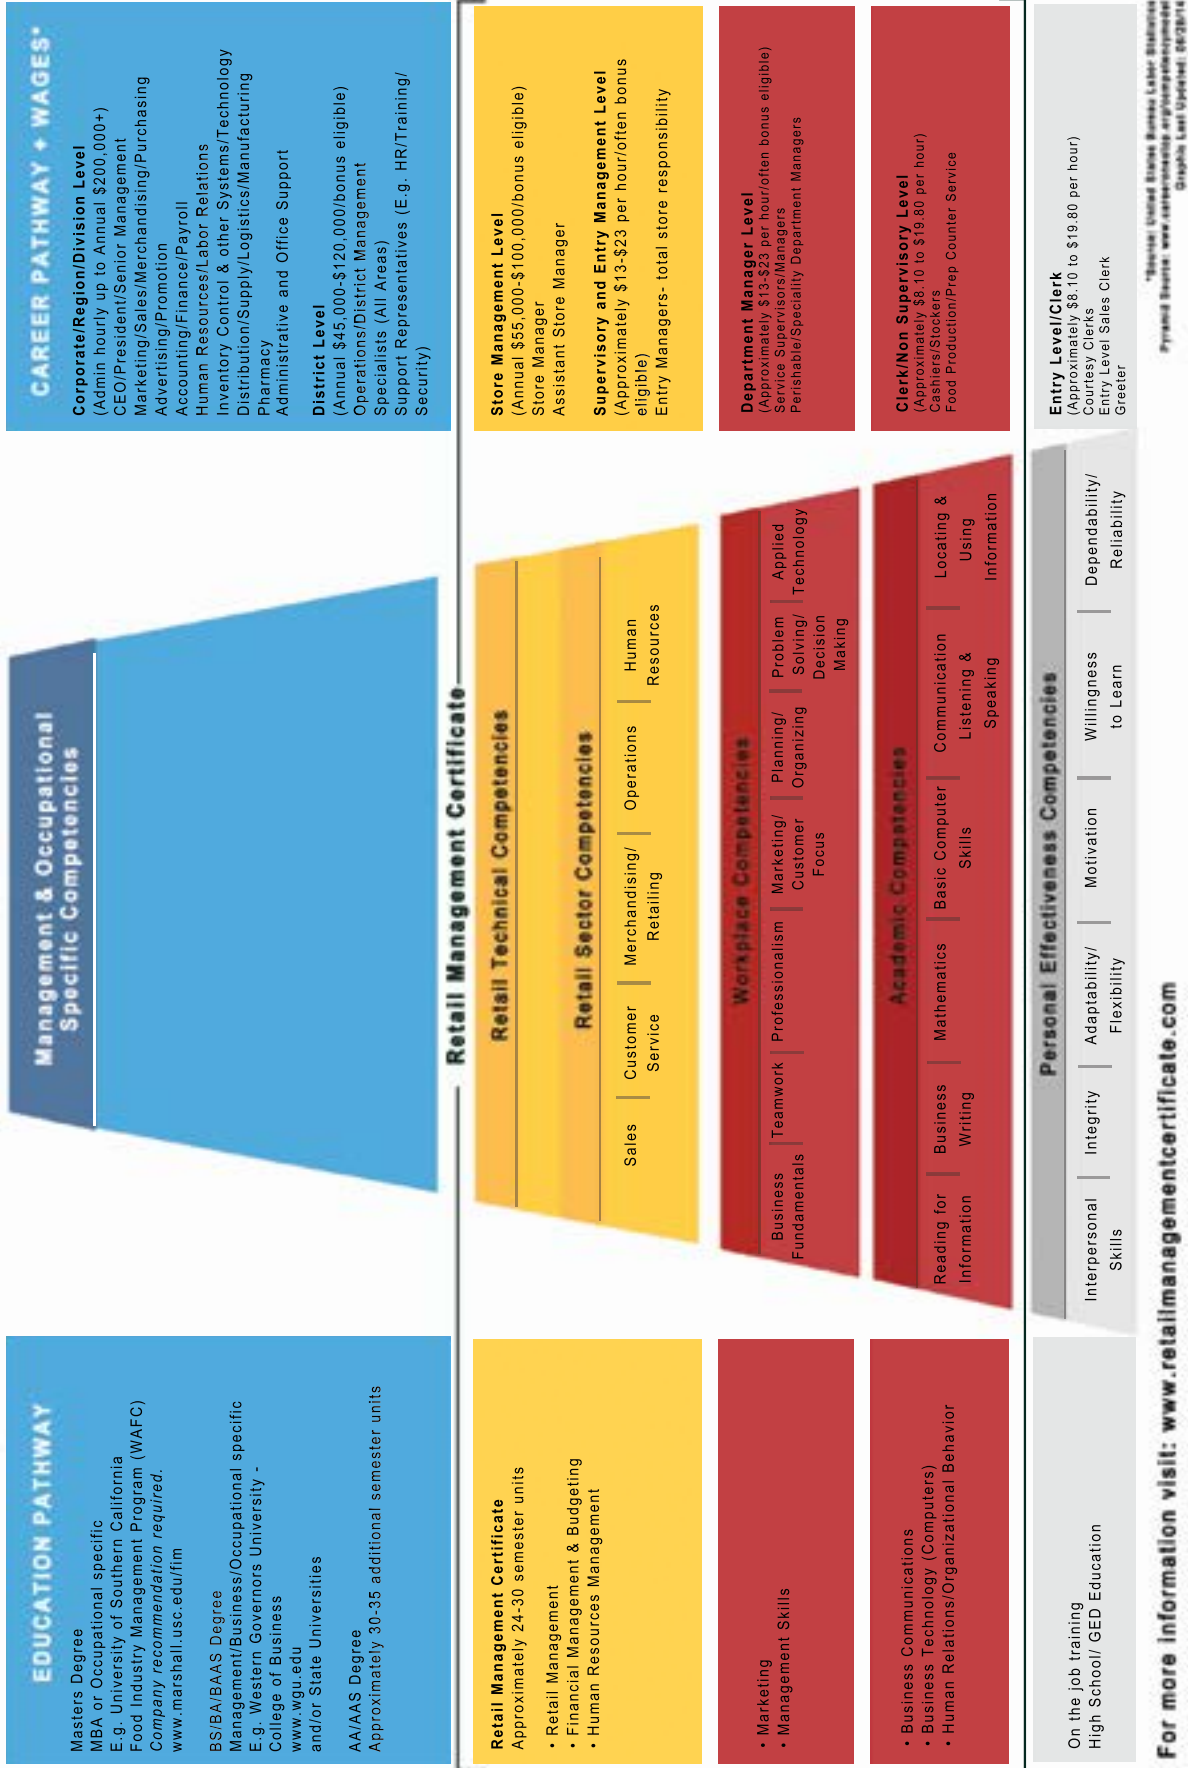 EDUCATION PATHWAY
Masters Degree
MBA or Occupational specific
E.g. University of Southern California
Food Industry Management Program (WAFC)
Company recommendation required.
www.marshall.usc.edu/fim
BS/BA/BAAS Degree
Management/Business/Occupational specific
E.g. Western Governors University -
College of Business
www.wgu.edu
and/or State Universities
AA/AAS Degree
Approximately 30-35 additional semester units
Management & Occupational
Specific Competencies
CAREER PATHWAY + WAGES*
Corporate/Region/Division Level
(Admin hourly up to Annual $200,000+)
CEO/President/Senior Management
Marketing/Sales/Merchandising/Purchasing
Advertising/Promotion
Accounting/Finance/Payroll
Human Resources/Labor Relations
Inventory Control & other Systems/Technology
Distribution/Supply/Logistics/Manufacturing
Pharmacy
Administrative and Office Support
District Level
(Annual $45,000-$120,000/bonus eligible)
Operations/District Management
Specialists (All Areas)
Support Representatives (E.g. HR/Training/
Security)
Retail Management Certificate
Retail Management Certificate
Approximately 24-30 semester units
• Retail Management
• Financial Management & Budgeting
• Human Resources Management
Retail Technical Competencies
Retail Sector Competencies
Sales
Customer
Service
Merchandising/
Retailing
Operations
Human
Resources
Store Management Level
(Annual $55,000-$100,000/bonus eligible)
Store Manager
Assistant Store Manager
Supervisory and Entry Management Level
(Approximately $13-$23 per hour/often bonus
eligible)
Entry Managers- total store responsibility
• Marketing
• Management Skills
Workplace Competencies
Business
Fundamentals
Teamwork
Professionalism
Marketing/
Customer
Focus
Planning/
Organizing
Problem
Solving/
Decision
Making
Applied
Technology
Department Manager Level
(Approximately $13-$23 per hour/often bonus eligible)
Service Supervisors/Managers
Perishable/Speciality Department Managers
• Business Communications
• Business Technology (Computers)
• Human Relations/Organizational Behavior
Academic Competencies
Reading for
Information
Business
Writing
Mathematics
Basic Computer
Skills
Communication
Listening &
Speaking
Locating &
Using
Information
Clerk/Non Supervisory Level
(Approximately $8.10 to $19.80 per hour)
Cashiers/Stockers
Food Production/Prep Counter Service
On the job training
High School/ GED Education
Personal Effectiveness Competencies
Interpersonal
Skills
Integrity
Adaptability/
Flexibility
Motivation
Willingness
to Learn
Dependability/
Reliability
Entry Level/Clerk
(Approximately $8.10 to $19.80 per hour)
Courtesy Clerks
Entry Level Sales Clerk
Greeter
For more information visit: www.retailmanagementcertificate.com
*Source: United States Bureau Labor Statistics
Pyramid Source: www.careeronestop.org/competencymodel
Graphic Last Updated: